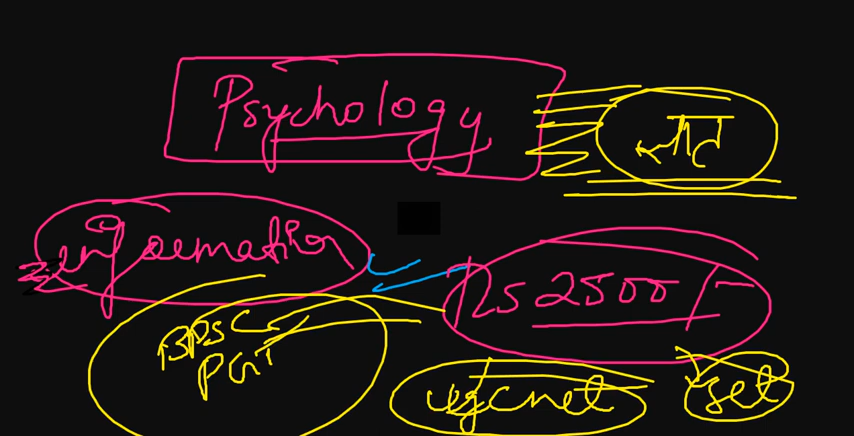 Psychology
information
Rs 2500/-
BPSC
PGT
ugcnet
set